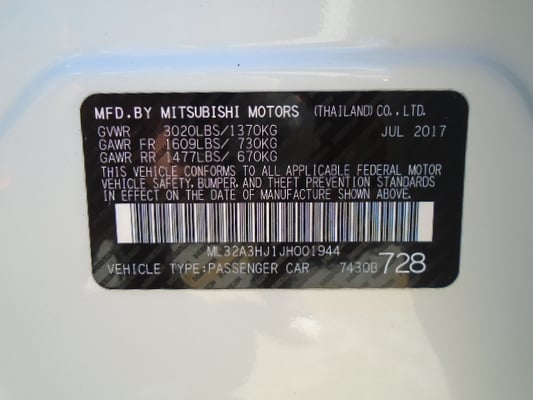 MFD.BY MITSUBISHI MOTORS (THAILAND) CO.,LTD.
GVWR 3020LBS/1370KG JUL 2017
GAWR FR 1609LBS/ 730KG
GAWR RR 1477LBS/ 670KG
THIS VEHICLE CONFORMS TO ALL APPLICABLE FEDERAL MOTOR
VEHICLE SAFETY, BUMPER, AND THEFT PREVENTION STANDARDS
IN EFFECT ON THE DATE OF MANUFACTURE SHOWN ABOVE.
ML32A3HJ1JH001944
VEHICLE TYPE:PASSENGER CAR 7430B 728